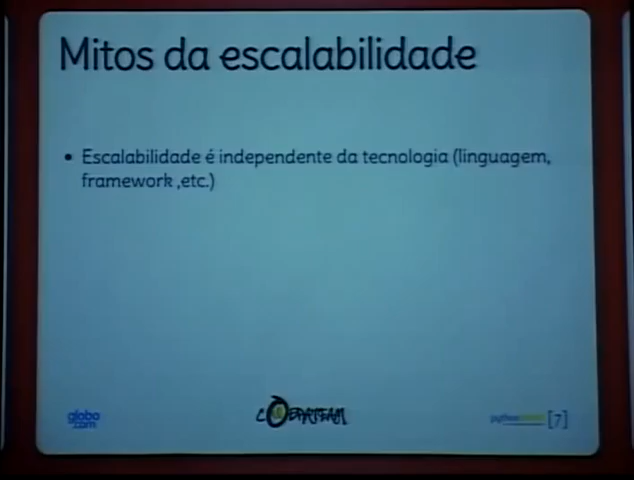 Mitos da escalabilidade
• Escalabilidade é independente da tecnologia (linguagem,
framework ,etc.)
globo
.com
[7]